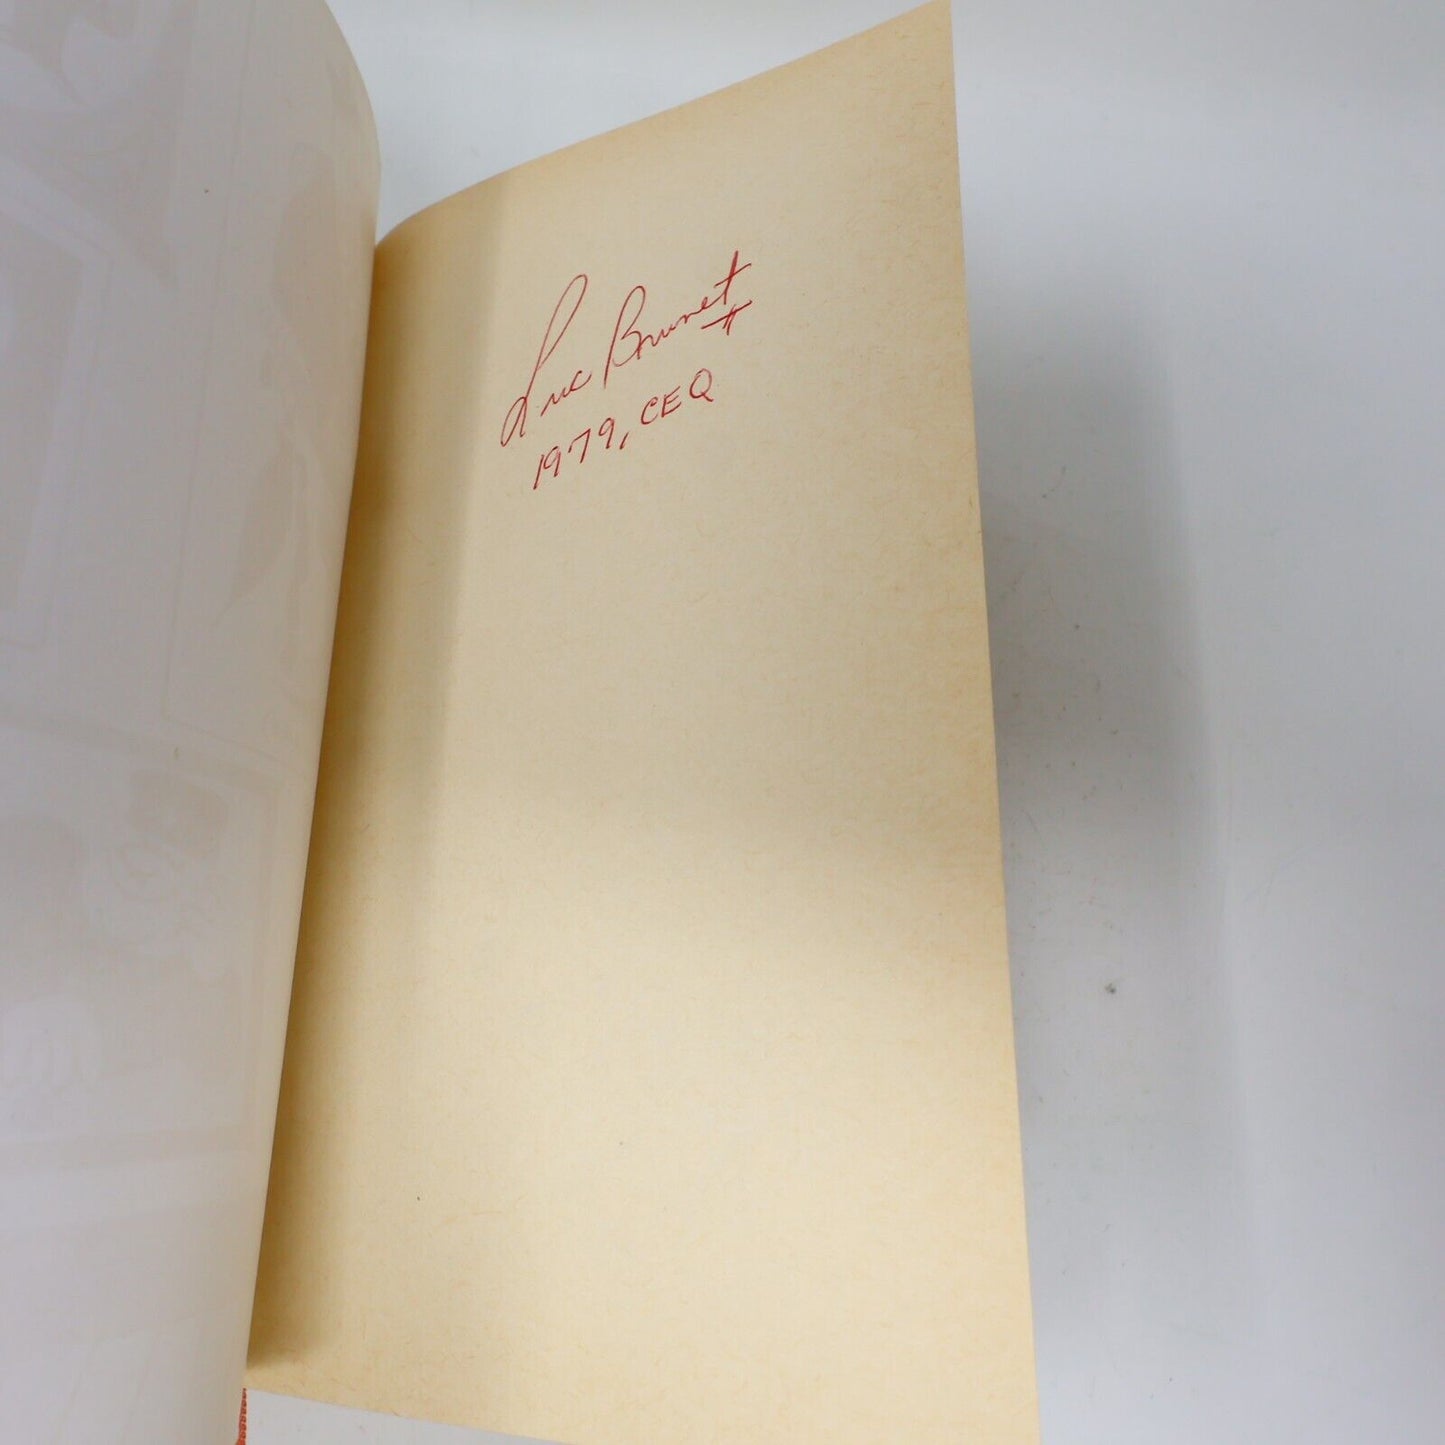 Luc Brunet
1979, CEQ